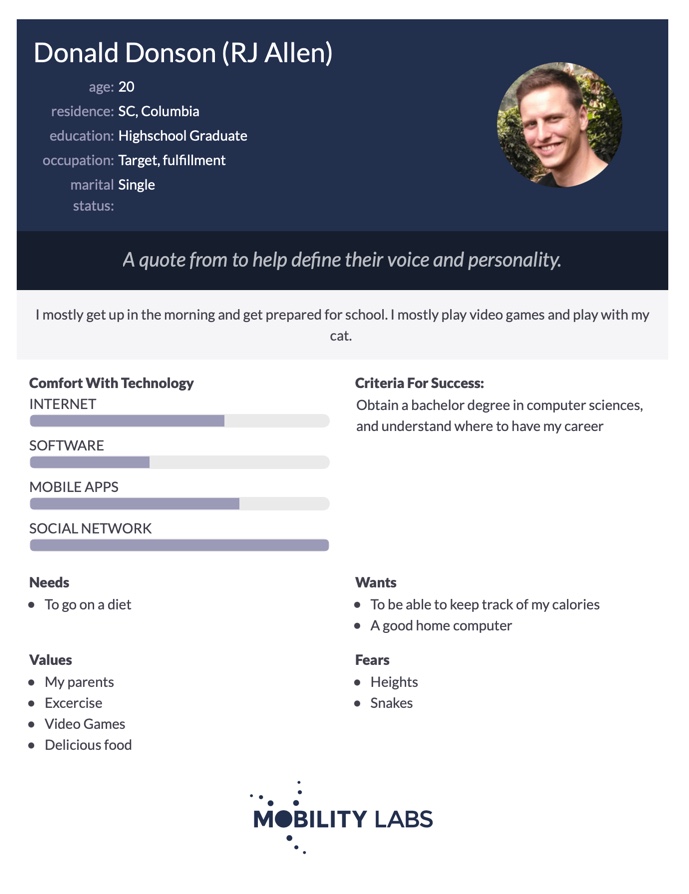 Donald Donson (RJ Allen)
age: 20
residence: SC, Columbia
education: Highschool Graduate
occupation: Target, fulfillment
marital status: Single
A quote from to help define their voice and personality.
I mostly get up in the morning and get prepared for school. I mostly play video games and play with my
cat.
Comfort With Technology
INTERNET
SOFTWARE
MOBILE APPS
SOCIAL NETWORK
Criteria For Success:
Obtain a bachelor degree in computer sciences,
and understand where to have my career
Needs
• To go on a diet
Wants
• To be able to keep track of my calories
• A good home computer
Values
• My parents
• Excercise
• Video Games
• Delicious food
Fears
• Heights
• Snakes
MOBILITY LABS